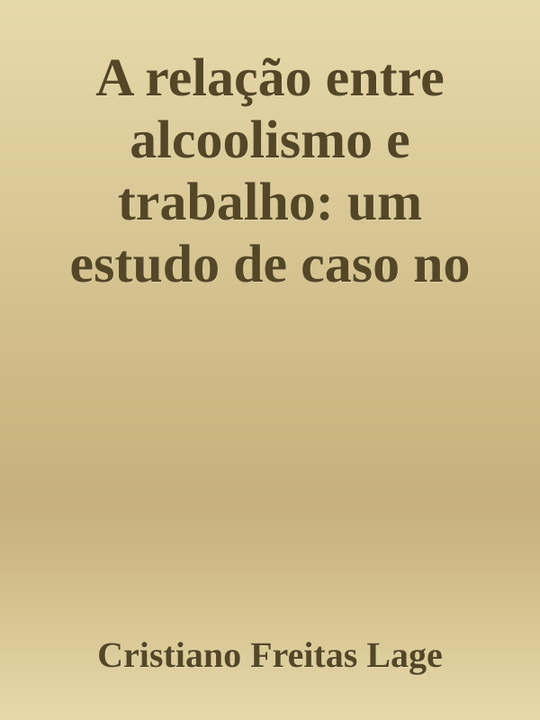 A relação entre
alcoolismo e
trabalho: um
estudo de caso no
Cristiano Freitas Lage